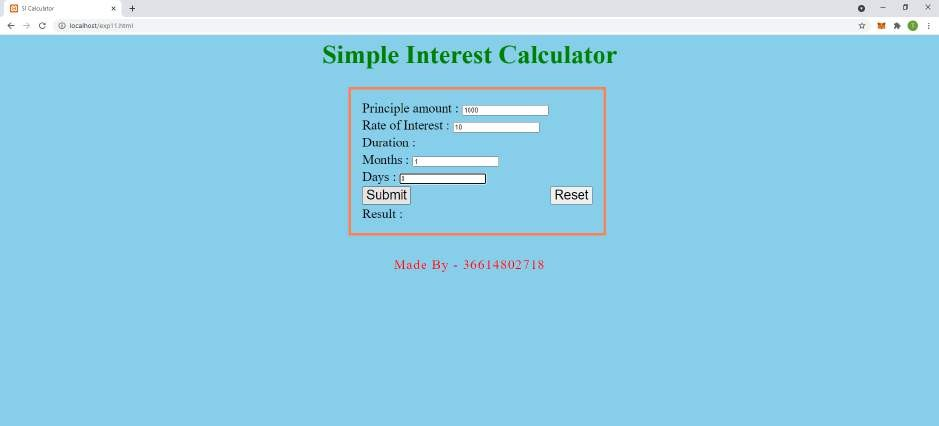 SI Calculator
localhost/exp11.html
Simple Interest Calculator
Principle amount : 1000
Rate of Interest : 10
Duration :
Months : 1
Days :
Submit Reset
Result :
Made By - 36614802718